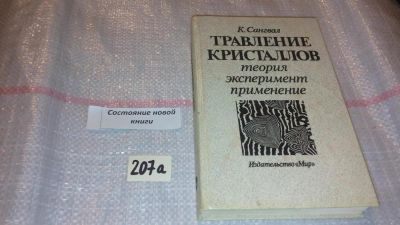 К. Сангвал
ТРАВЛЕНИЕ
КРИСТАЛЛОВ
теория
эксперимент
применение
Издательство «Мир»
Состояние новой
книги
207а